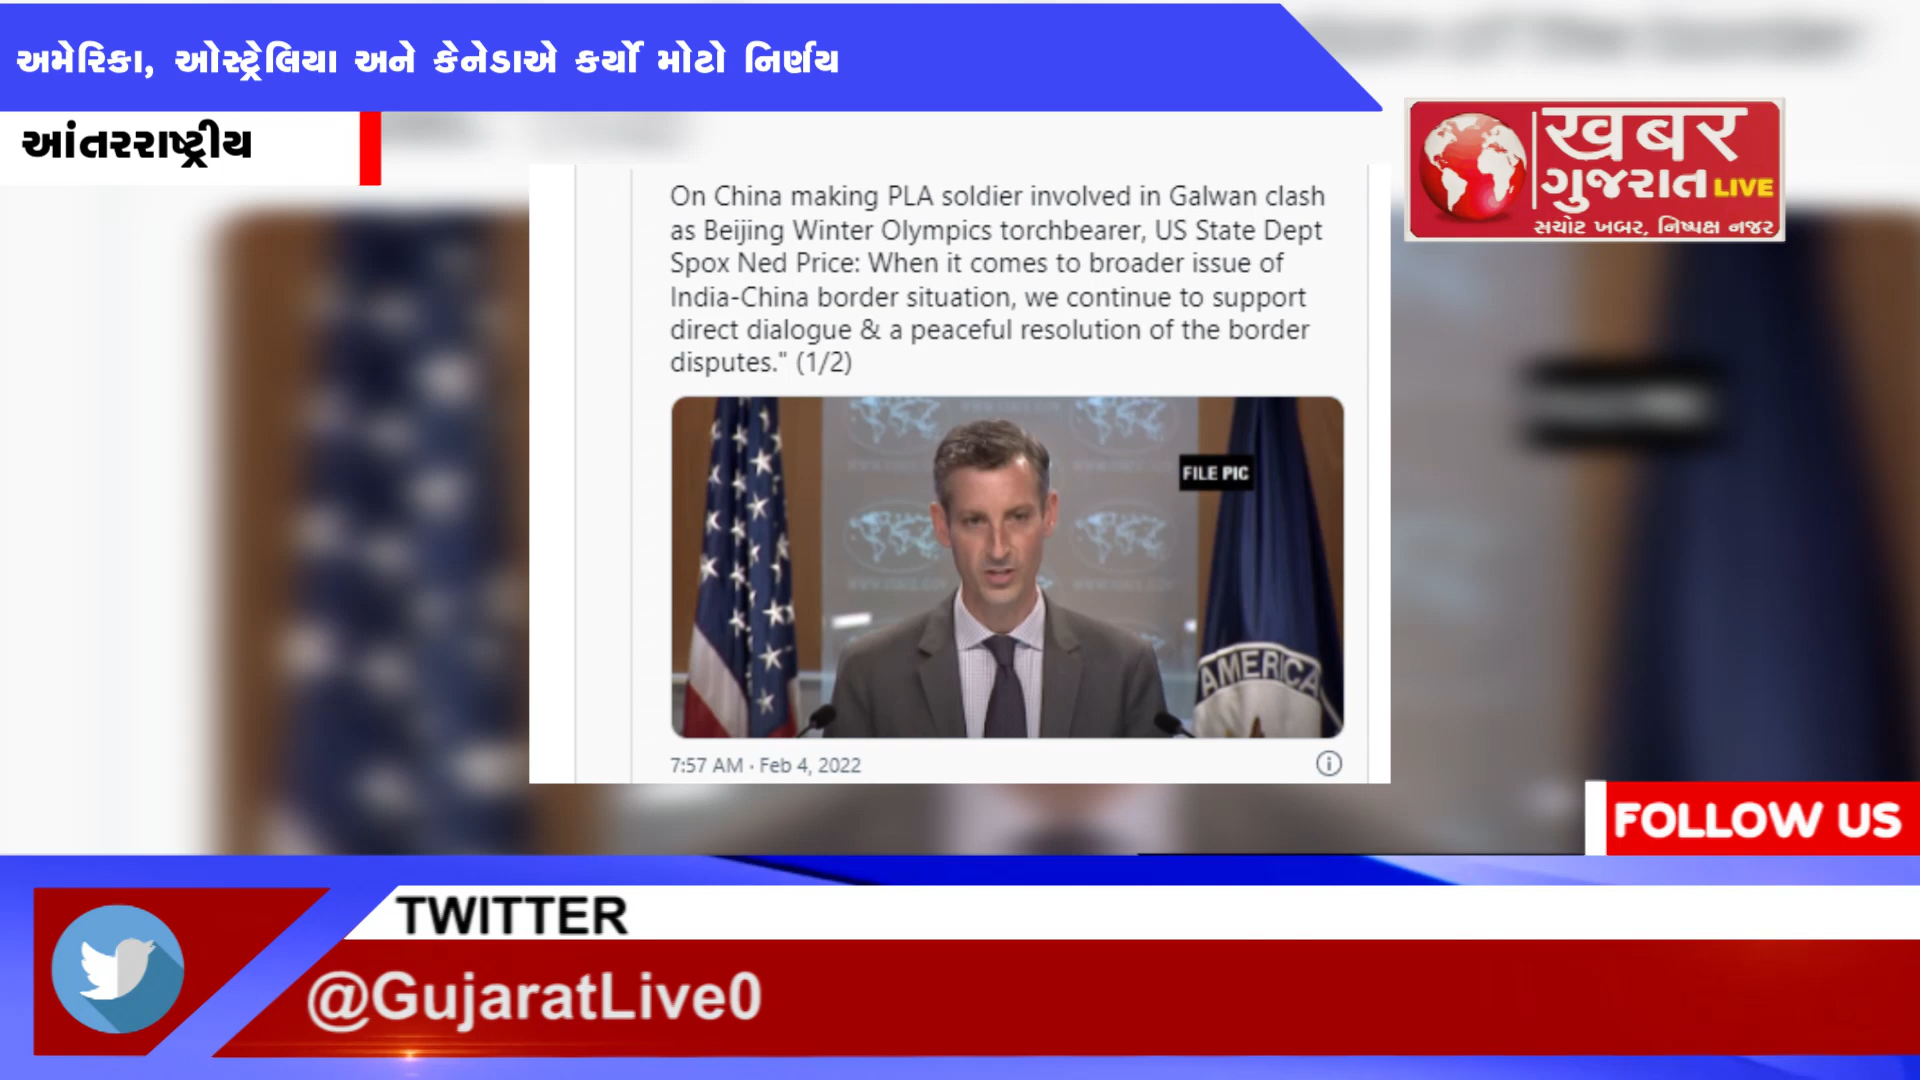 અમેરિકા, ઓસ્ટ્રેલિયા અને કેનેડાએ કર્યો મોટો નિર્ણય
આંતરરાષ્ટ્રીય
ખબર
ગુજરાત LIVE
સચોટ ખબર, નિષ્પક્ષ નજર
On China making PLA soldier involved in Galwan clash
as Beijing Winter Olympics torchbearer, US State Dept
Spox Ned Price: When it comes to broader issue of
India-China border situation, we continue to support
direct dialogue & a peaceful resolution of the border
disputes." (1/2)
FILE PIC
AMERICA
7:57 AM · Feb 4, 2022
FOLLOW US
TWITTER
@GujaratLive0